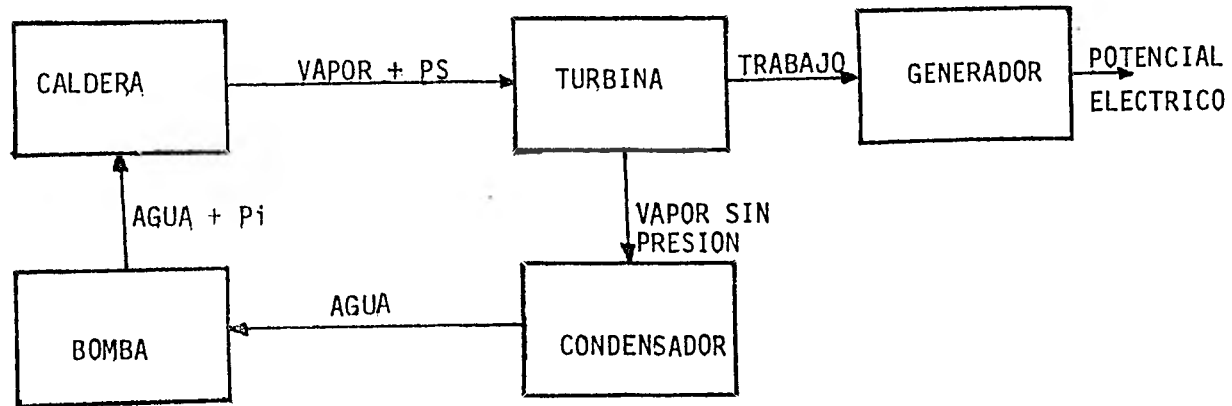 CALDERA
VAPOR + PS
TURBINA
TRABAJO
GENERADOR
POTENCIAL
ELECTRICO
AGUA + Pi
VAPOR SIN
PRESION
BOMBA
AGUA
CONDENSADOR